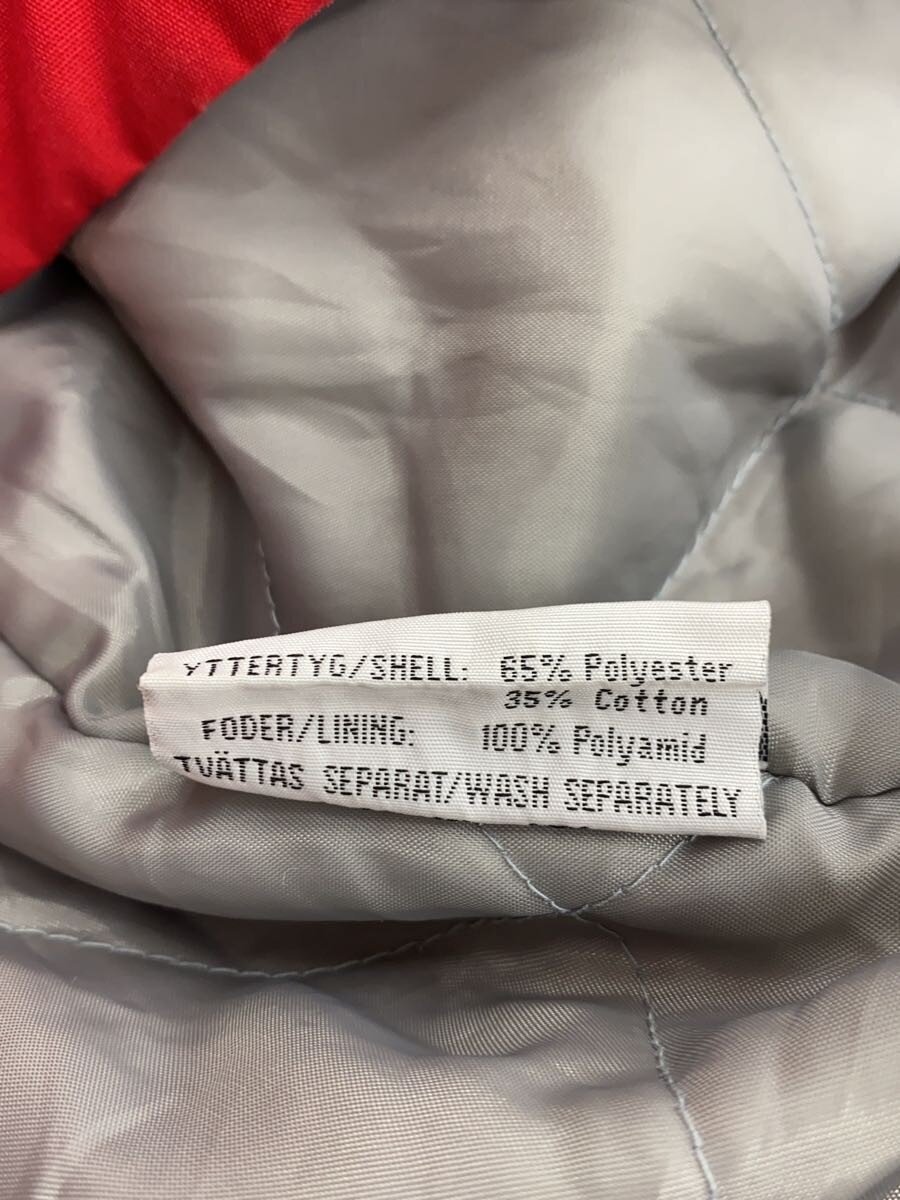 YTTERTYG/SHELL: 65% Polyester
35% Cotton
FODER/LINING: 100% Polyamid
TVÄTTAS SEPARAT/WASH SEPARATELY